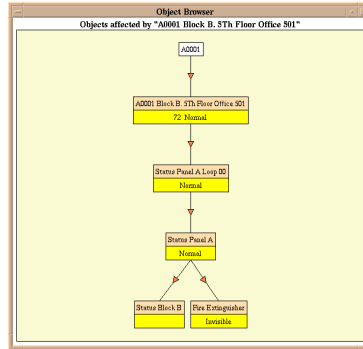 Object Browser
Objects affected by "A0001 Block B. 5Th Floor Office 501"
A0001
A0001 Block B. 5Th Floor Office 501
72 Normal
Status Panel A Loop 00
Normal
Status Panel A
Normal
Status Block B
Fire Extinguisher
Invisible